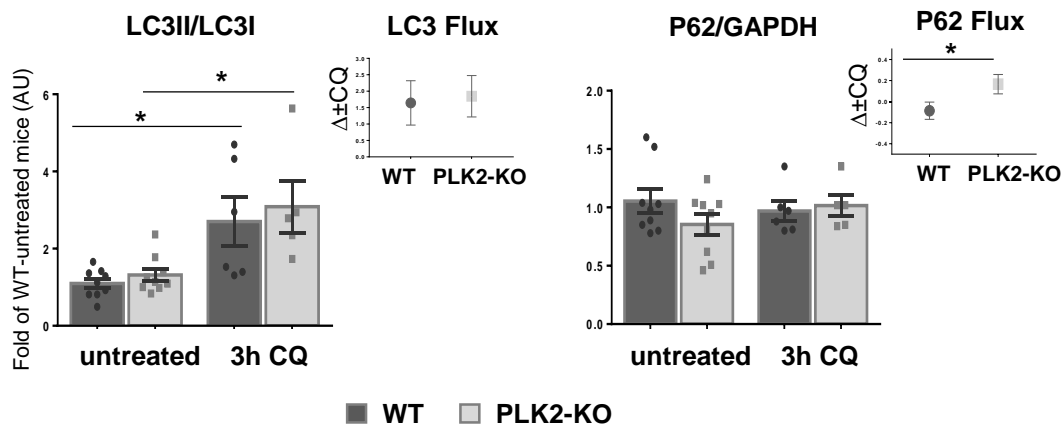 LC3II/LC3I
Fold of WT-untreated mice (AU)
6
4
2
0
*
*
untreated 3h CQ
LC3 Flux
Δ±CQ
3.0
2.5
2.0
1.5
1.0
0.5
0.0
WT PLK2-KO
P62/GAPDH
2.0
1.5
1.0
0.5
0.0
untreated 3h CQ
P62 Flux
*
Δ±CQ
0.4
0.2
0.0
-0.2
-0.4
WT PLK2-KO
WT PLK2-KO